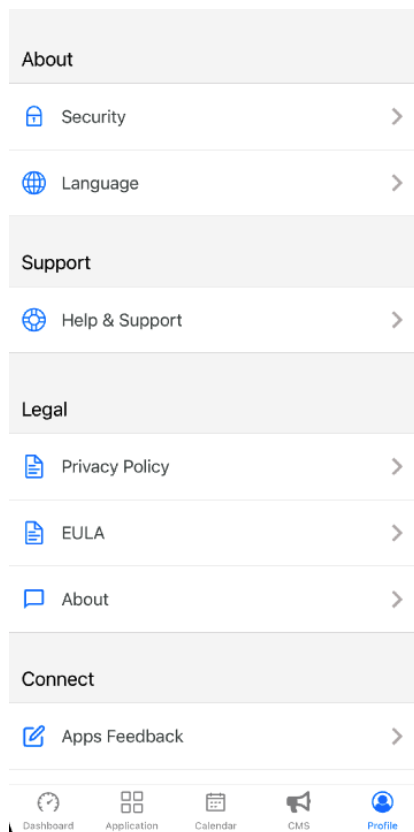 About
Security
Language
Support
Help & Support
Legal
Privacy Policy
EULA
About
Connect
Apps Feedback
Dashboard Application Calendar CMS Profile